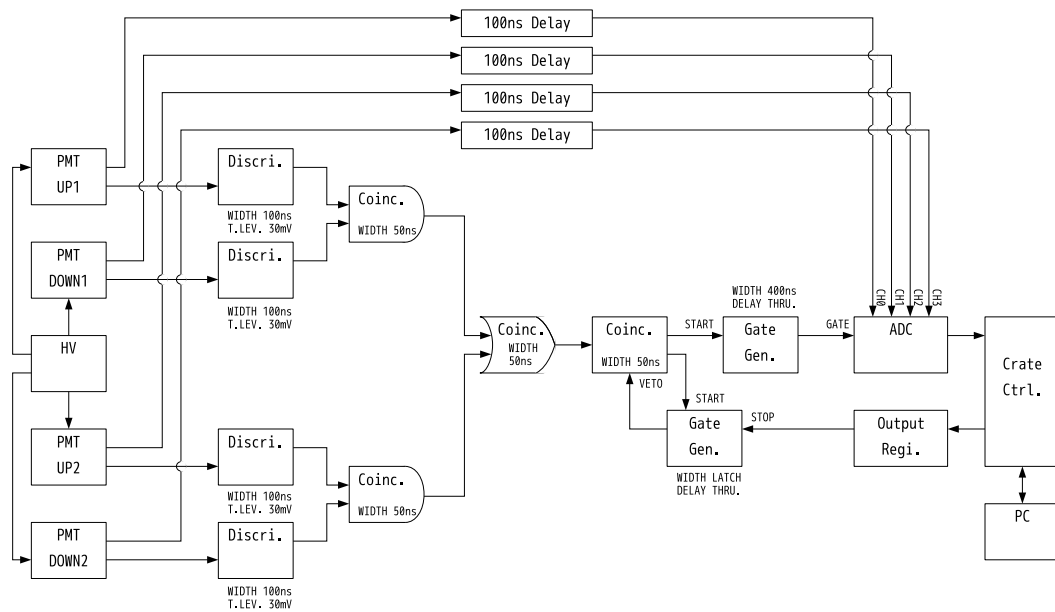 100ns Delay
100ns Delay
100ns Delay
100ns Delay
PMT
UP1
Discri.
WIDTH 100ns
T.LEV. 30mV
Coinc.
WIDTH 50ns
PMT
DOWN1
Discri.
WIDTH 100ns
T.LEV. 30mV
HV
Coinc.
WIDTH
50ns
Coinc.
WIDTH 50ns
VETO
START
START
WIDTH 400ns
DELAY THRU.
Gate
Gen.
GATE
CH0
CH1
CH2
CH3
ADC
Crate
Ctrl.
Gate
Gen.
WIDTH LATCH
DELAY THRU.
STOP
Output
Regi.
PC
PMT
UP2
Discri.
WIDTH 100ns
T.LEV. 30mV
Coinc.
WIDTH 50ns
PMT
DOWN2
Discri.
WIDTH 100ns
T.LEV. 30mV